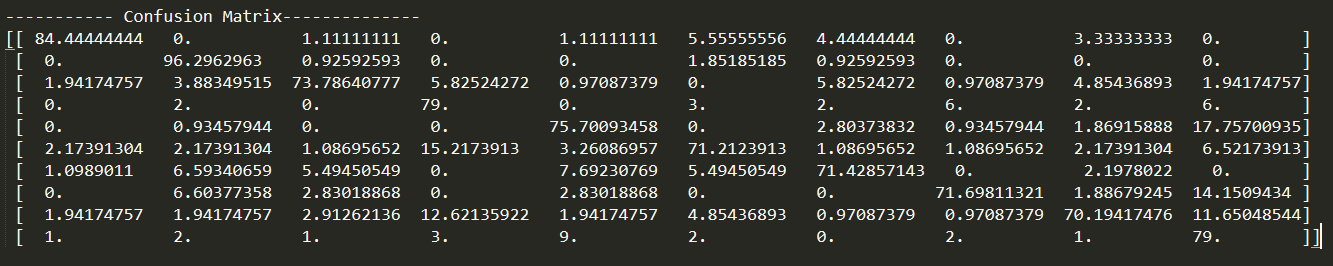 ----------- Confusion Matrix--------------
[[ 84.44444444 0. 1.11111111 0. 1.11111111 5.55555556 4.44444444 0. 3.33333333 0. ]
[ 0. 96.2962963 0.92592593 0. 0. 1.85185185 0.92592593 0. 0. 0. ]
[ 1.94174757 3.88349515 73.78640777 5.82524272 0.97087379 0. 5.82524272 0.97087379 4.85436893 1.94174757]
[ 0. 2. 0. 79. 0. 3. 2. 6. 2. 6. ]
[ 0. 0.93457944 0. 0. 75.70093458 0. 2.80373832 0.93457944 1.86915888 17.75700935]
[ 2.17391304 2.17391304 1.08695652 15.2173913 3.26086957 71.2123913 1.08695652 1.08695652 2.17391304 6.52173913]
[ 1.0989011 6.59340659 5.49450549 0. 7.69230769 5.49450549 71.42857143 0. 2.1978022 0. ]
[ 0. 6.60377358 2.83018868 0. 2.83018868 0. 0. 71.69811321 1.88679245 14.1509434 ]
[ 1.94174757 1.94174757 2.91262136 12.62135922 1.94174757 4.85436893 0.97087379 0.97087379 70.19417476 11.65048544]
[ 1. 2. 1. 3. 9. 2. 0. 2. 1. 79. ]]